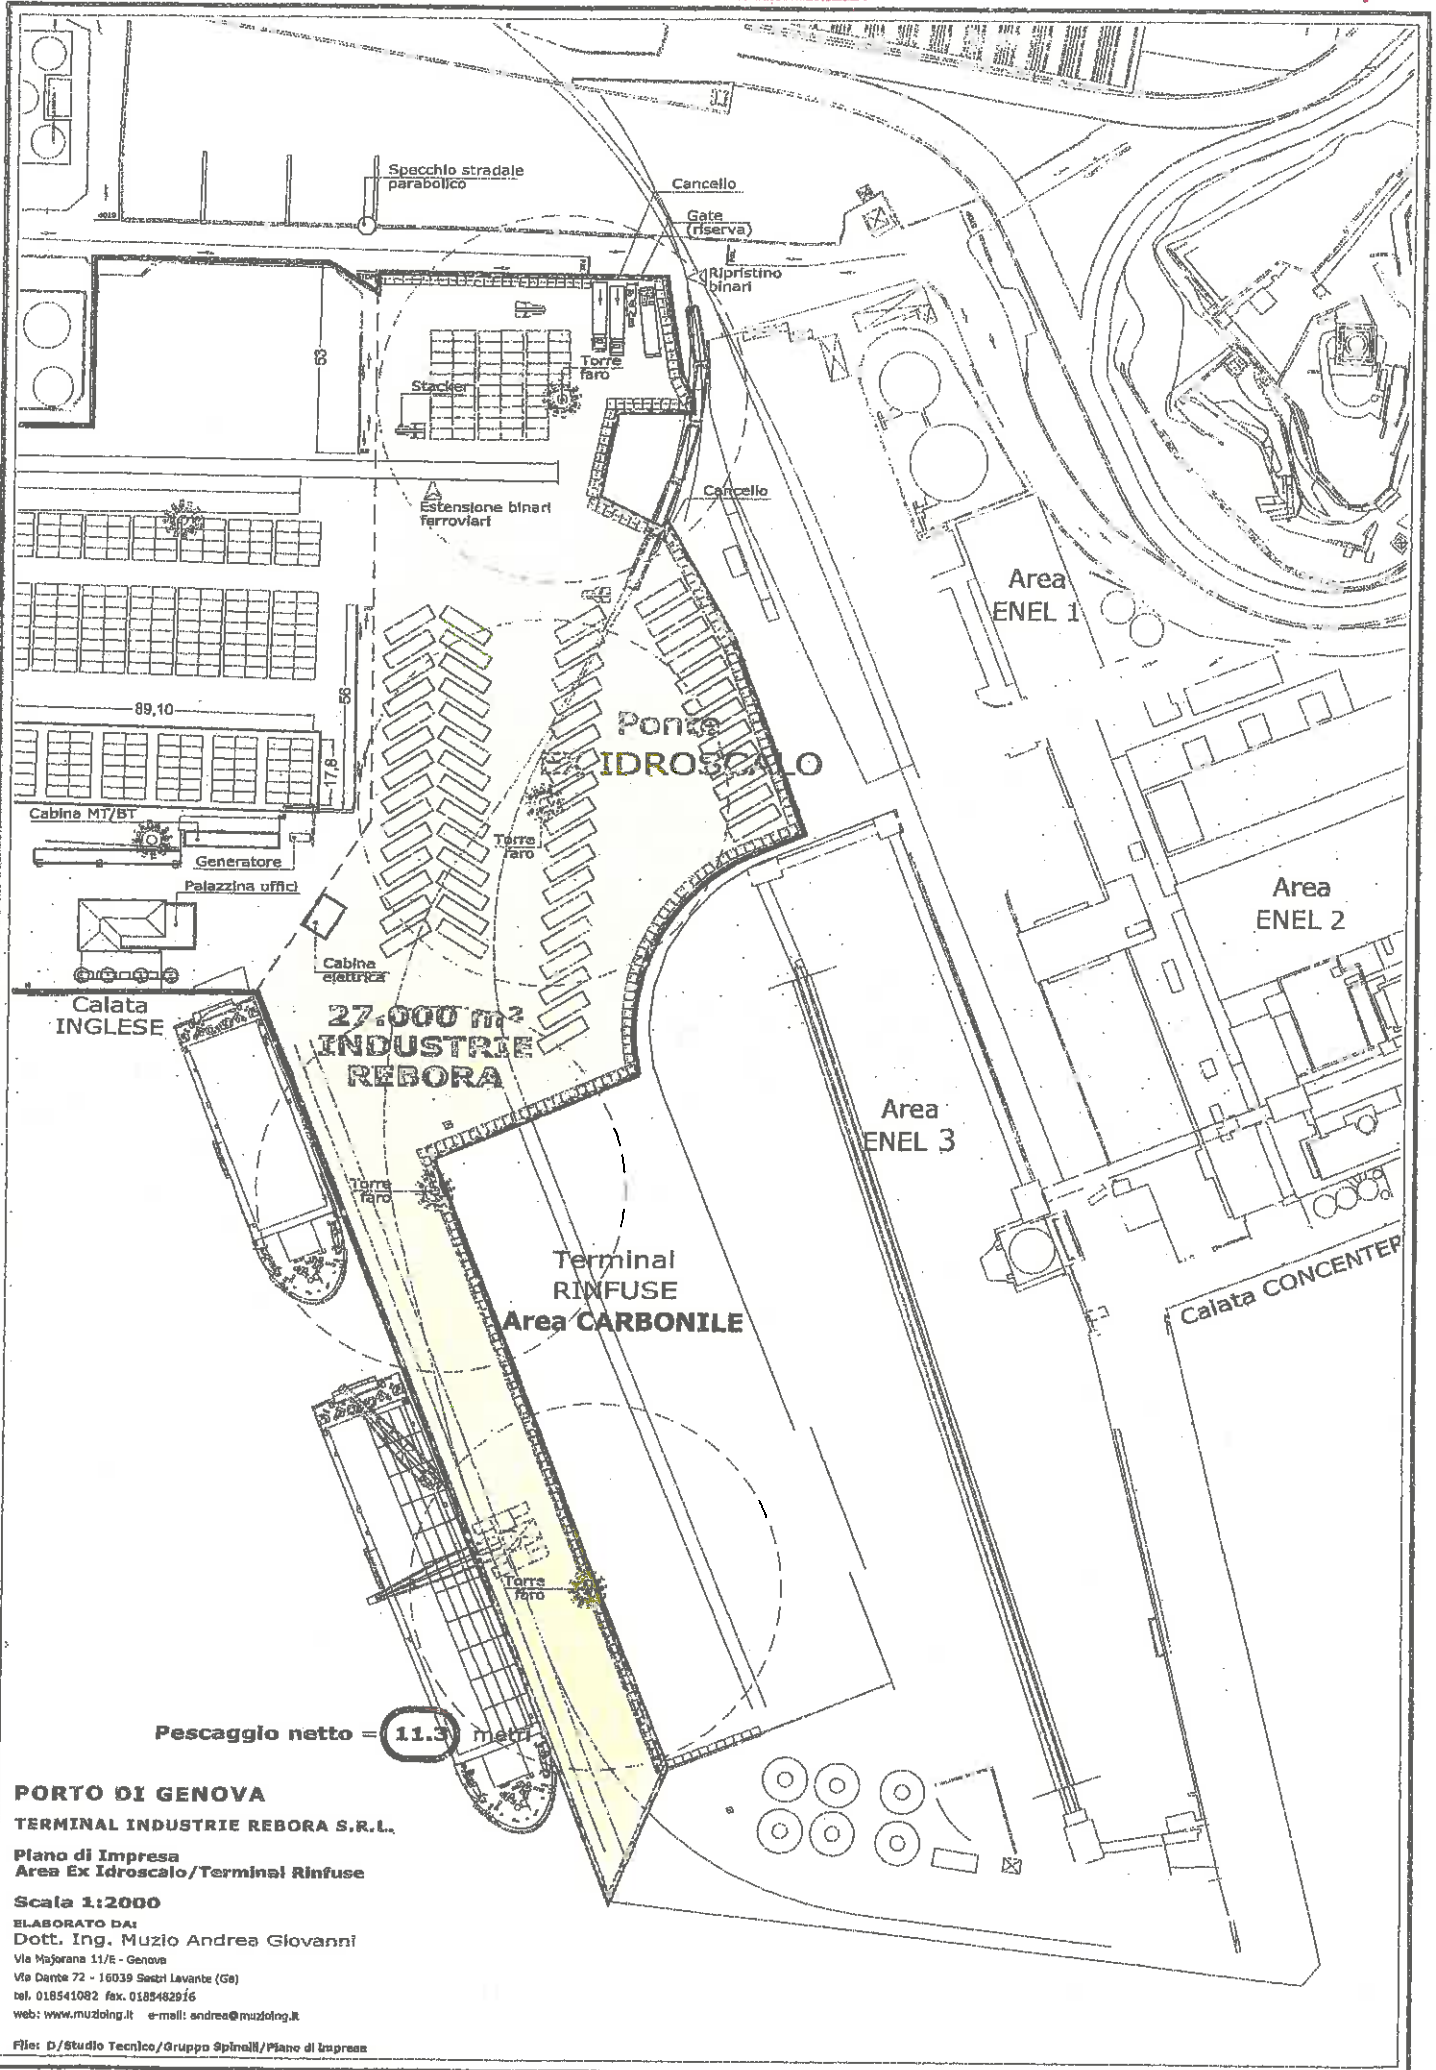 Specchio stradale
parabolico
Cancello
Gate
(riserva)
Ripristino
binari
63
Torre
faro
Stacker
Cancello
Estensione binari
ferroviari
Area
ENEL 1
89,10
56
17,8
Ponte
EX IDROSCALO
Cabina MT/BT
Torre
faro
Generatore
Palazzina uffici
Area
ENEL 2
Cabina
elettrica
Calata
INGLESE
27.000 m²
INDUSTRIE
REBORA
Area
ENEL 3
Torre
faro
Terminal
RINFUSE
Area CARBONILE
Calata CONCENTER
Torre
faro
Pescaggio netto = 11.3 metri
PORTO DI GENOVA
TERMINAL INDUSTRIE REBORA S.R.L.
Piano di Impresa
Area Ex Idroscalo/Terminal Rinfuse
Scala 1:2000
ELABORATO DA:
Dott. Ing. Muzio Andrea Giovanni
Via Majorana 11/E - Genova
Via Dante 72 - 16039 Sestri Levante (Ge)
tel. 018541082 fax. 0185482916
web: www.muzioing.it e-mail: andrea@muzioing.it
File: D/Studio Tecnico/Gruppo Spinelli/Piano di Impresa